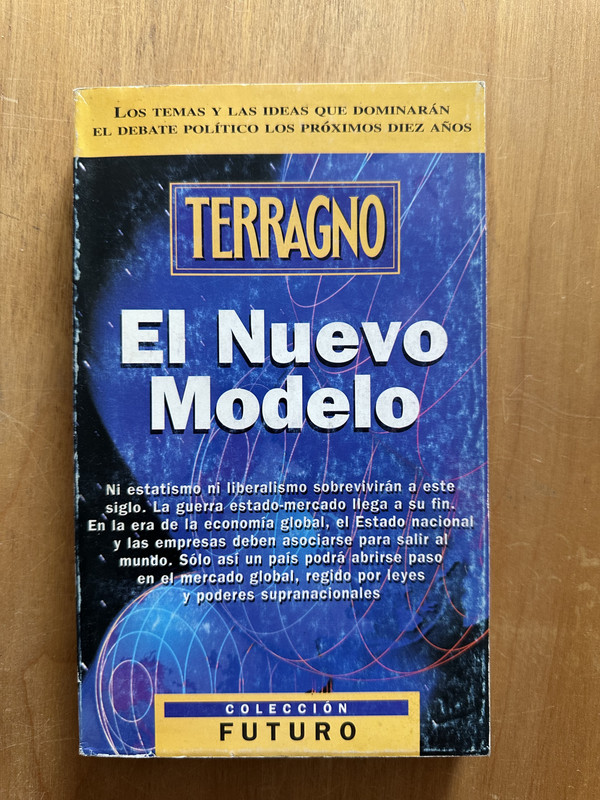 LOS TEMAS Y LAS IDEAS QUE DOMINARÁN
EL DEBATE POLÍTICO LOS PRÓXIMOS DIEZ AÑOS
TERRAGNO
El Nuevo
Modelo
Ni estatismo ni liberalismo sobrevivirán a este
siglo. La guerra estado-mercado llega a su fin.
En la era de la economía global, el Estado nacional
y las empresas deben asociarse para salir al
mundo. Sólo así un país podrá abrirse paso
en el mercado global, regido por leyes
y poderes supranacionales
COLECCIÓN
FUTURO